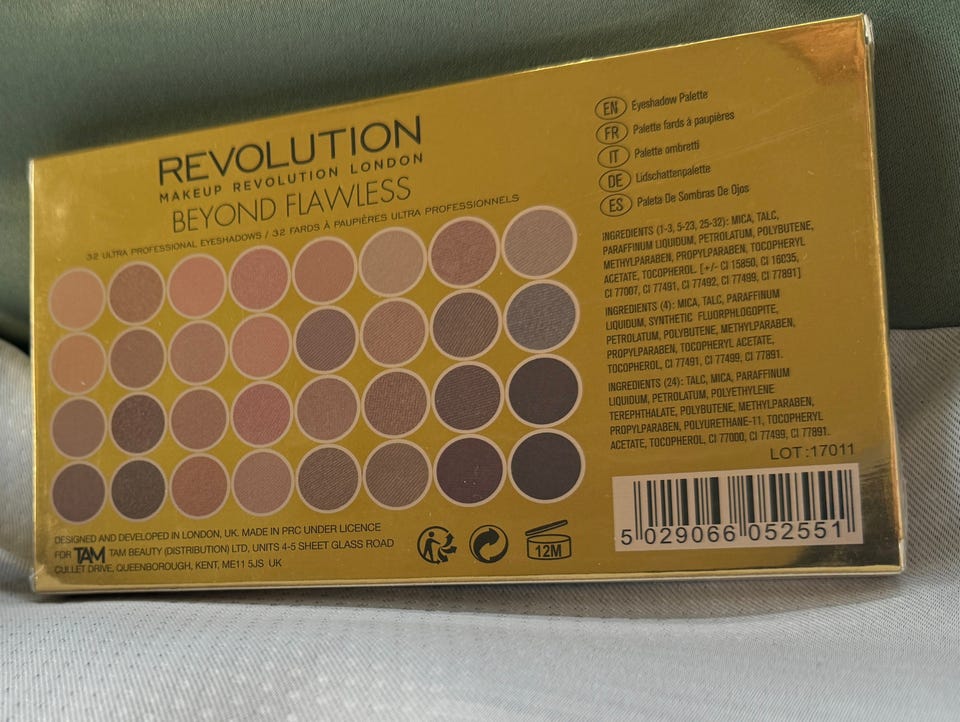 REVOLUTION
MAKEUP REVOLUTION LONDON
BEYOND FLAWLESS
32 ULTRA PROFESSIONAL EYESHADOWS / 32 FARDS À PAUPIÈRES ULTRA PROFESSIONNELS
EN Eyeshadow Palette
FR Palette fards à paupières
IT Palette ombretti
DE Lidschattenpalette
ES Paleta De Sombras De Ojos
INGREDIENTS (1-3, 5-23, 25-32): MICA, TALC,
PARAFFINUM LIQUIDUM, PETROLATUM, POLYBUTENE,
METHYLPARABEN, PROPYLPARABEN, TOCOPHERYL
ACETATE, TOCOPHEROL. [+/- CI 15850, CI 16035,
CI 77007, CI 77491, CI 77492, CI 77499, CI 77891]
INGREDIENTS (4): MICA, TALC, PARAFFINUM
LIQUIDUM, SYNTHETIC FLUORPHLOGOPITE,
PETROLATUM, POLYBUTENE, METHYLPARABEN,
PROPYLPARABEN, TOCOPHERYL ACETATE,
TOCOPHEROL, CI 77491, CI 77499, CI 77891.
INGREDIENTS (24): TALC, MICA, PARAFFINUM
LIQUIDUM, PETROLATUM, POLYETHYLENE
TEREPHTHALATE, POLYBUTENE, METHYLPARABEN,
PROPYLPARABEN, POLYURETHANE-11, TOCOPHERYL
ACETATE, TOCOPHEROL, CI 77000, CI 77499, CI 77891.
LOT:17011
5 029066 052551
DESIGNED AND DEVELOPED IN LONDON, UK. MADE IN PRC UNDER LICENCE
FOR TAM TAM BEAUTY (DISTRIBUTION) LTD, UNITS 4-5 SHEET GLASS ROAD
CULLET DRIVE, QUEENBOROUGH, KENT, ME11 5JS UK
12M